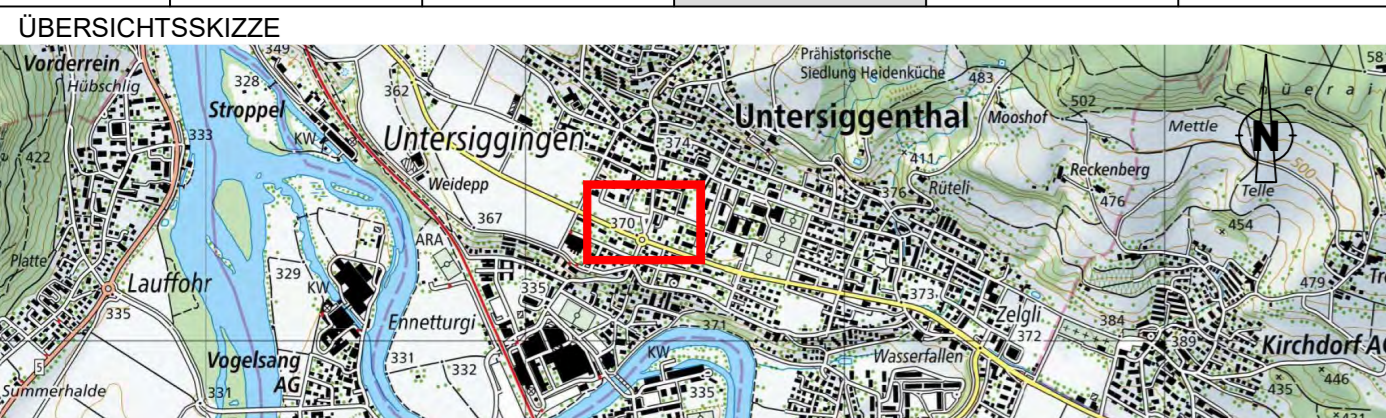 ÜBERSICHTSSKIZZE
Vorderrein
Hübschlig
349
328
Stroppel
KW
333
422
362
Untersiggingen
Weidepp
367
ARA
374
370
Prähistorische
Siedlung Heidenküche
483
Untersiggenthal
Mooshof
502
411
376
Rüteli
Chüerai
581
Mettle
N
500
Reckenberg
Telle
476
454
479
Platte
Lauffohr
335
329
KW
335
Ennetturgi
331
332
371
KW
335
373
Zelgli
372
384
389
Wasserfallen
Kirchdorf AG
435
446
5
Summerhalde
331
Vogelsang
AG